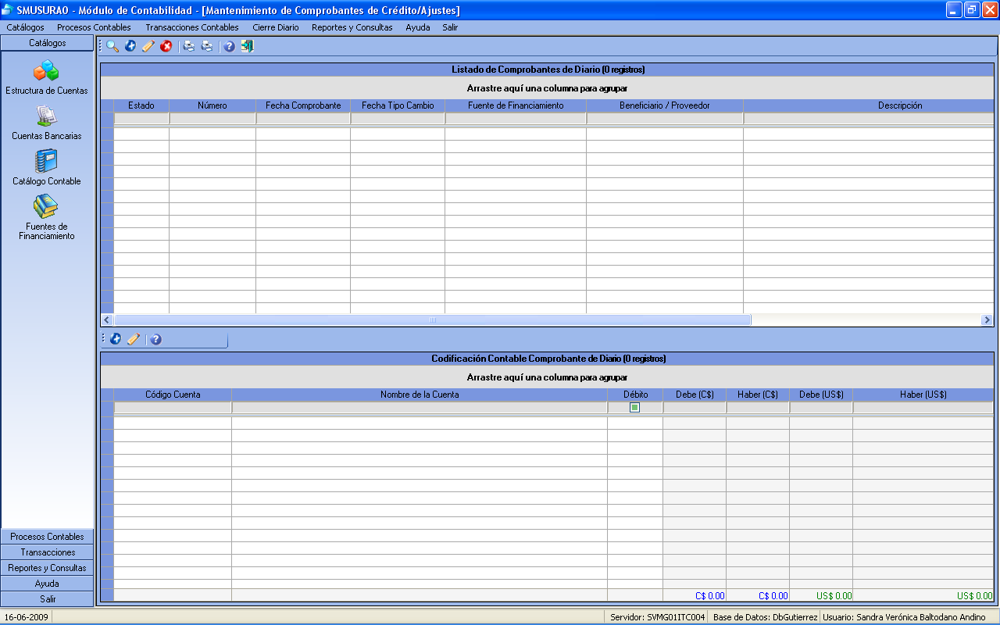 SMUSURA0 - Módulo de Contabilidad - [Mantenimiento de Comprobantes de Crédito/Ajustes]
Catálogos Procesos Contables Transacciones Contables Cierre Diario Reportes y Consultas Ayuda Salir
Catálogos
Estructura de Cuentas
Cuentas Bancarias
Catálogo Contable
Fuentes de
Financiamiento
Procesos Contables
Transacciones
Reportes y Consultas
Ayuda
Salir
Listado de Comprobantes de Diario (0 registros)
Arrastre aquí una columna para agrupar
Estado Número Fecha Comprobante Fecha Tipo Cambio Fuente de Financiamiento Beneficiario / Proveedor Descripción
Codificación Contable Comprobante de Diario (0 registros)
Arrastre aquí una columna para agrupar
Código Cuenta Nombre de la Cuenta Débito Debe (C$) Haber (C$) Debe (US$) Haber (US$)
C$ 0.00 C$ 0.00 US$ 0.00 US$ 0.00
16-06-2009 Servidor: SVMG01ITC004 Base de Datos: DbGutierrez Usuario: Sandra Verónica Baltodano Andino